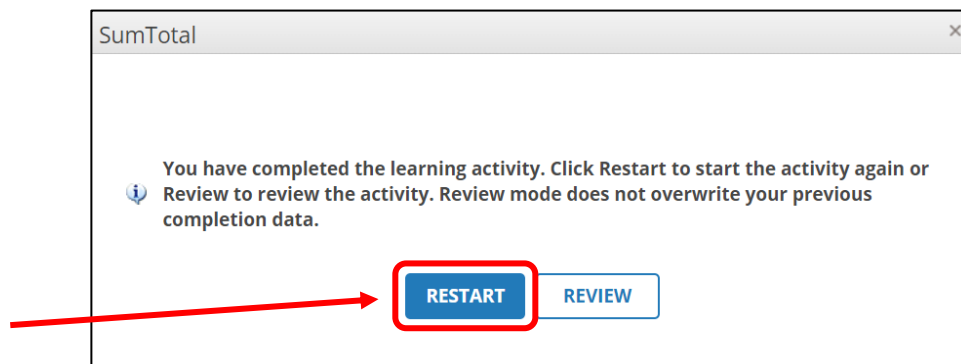 SumTotal
You have completed the learning activity. Click Restart to start the activity again or
Review to review the activity. Review mode does not overwrite your previous
completion data.
RESTART REVIEW